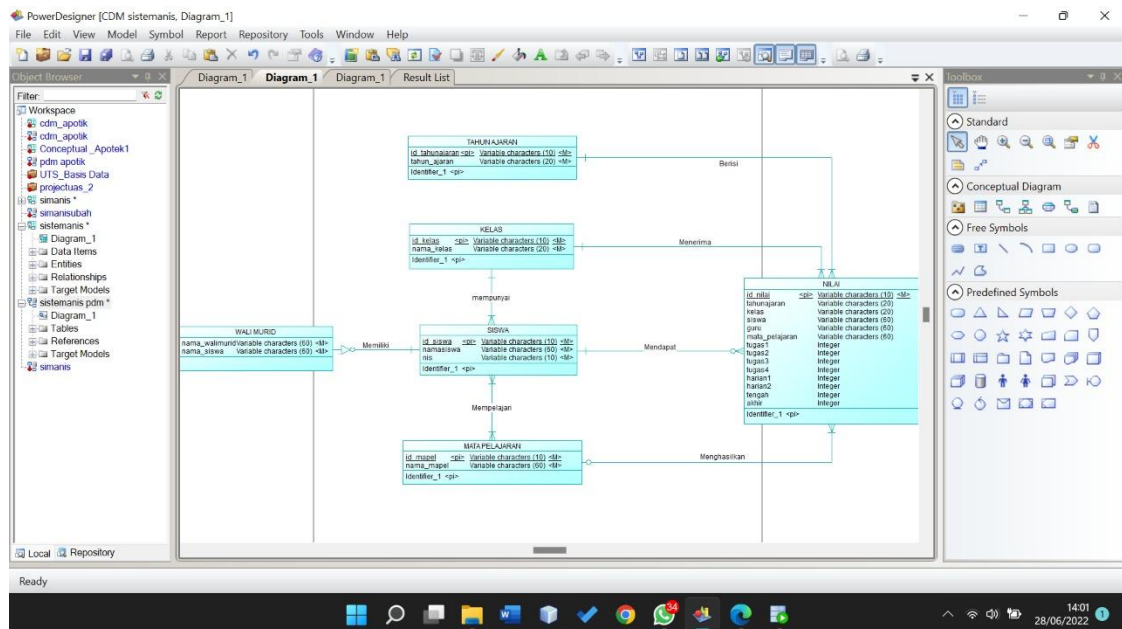 PowerDesigner [CDM sistemanis, Diagram_1]
File Edit View Model Symbol Report Repository Tools Window Help
Object Browser
Diagram_1 Diagram_1 Diagram_1 Result List
Toolbox
Filter:
Workspace
cdm_apotik
cdm_apotik
Conceptual _Apotek1
pdm apotik
UTS_Basis Data
projectuas_2
simanis *
simanisubah
sistemanis *
Diagram_1
Data Items
Entities
Relationships
Target Models
sistemanis pdm *
Diagram_1
Tables
References
Target Models
simanis
Local Repository
TAHUN AJARAN
id_tahunajaran <pi> Variable characters (10) <M>
tahun_ajaran Variable characters (20) <M>
Identifier_1 <pi>
Berisi
KELAS
id_kelas <pi> Variable characters (10) <M>
nama_kelas Variable characters (20) <M>
Identifier_1 <pi>
Menerima
mempunyai
WALI MURID
nama_walimurid Variable characters (60) <M>
nama_siswa Variable characters (60) <M>
Memiliki
SISWA
id_siswa <pi> Variable characters (10) <M>
namasiswa Variable characters (60) <M>
nis Variable characters (10) <M>
Identifier_1 <pi>
Mendapat
Mempelajari
MATA PELAJARAN
id_mapel <pi> Variable characters (10) <M>
nama_mapel Variable characters (60) <M>
Identifier_1 <pi>
Menghasilkan
NILAI
id_nilai <pi> Variable characters (10) <M>
tahunajaran Variable characters (20)
kelas Variable characters (20)
siswa Variable characters (60)
guru Variable characters (60)
mata_pelajaran Variable characters (60)
tugas1 Integer
tugas2 Integer
tugas3 Integer
tugas4 Integer
harian1 Integer
harian2 Integer
tengah Integer
akhir Integer
Identifier_1 <pi>
Standard
Conceptual Diagram
Free Symbols
Predefined Symbols
Ready
34
14:01
28/06/2022
1